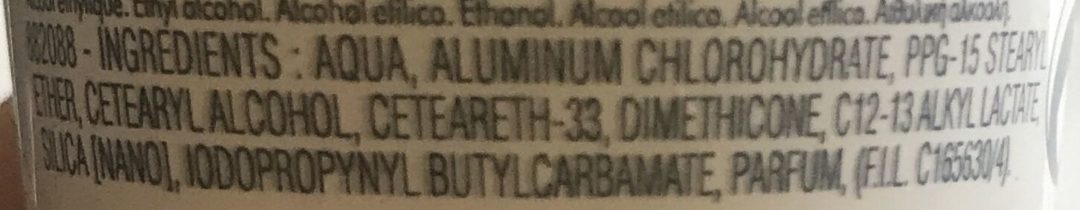 Ethyl alcohol. Alcohol etílico. Ethanol. Alcool etilico. Álcool etílico.
082088 - INGREDIENTS : AQUA, ALUMINUM CHLOROHYDRATE, PPG-15 STEARYL
ETHER, CETEARYL ALCOHOL, CETEARETH-33, DIMETHICONE, C12-13 ALKYL LACTATE,
SILICA [NANO], IODOPROPYNYL BUTYLCARBAMATE, PARFUM, (F.I.L. C165630/4).